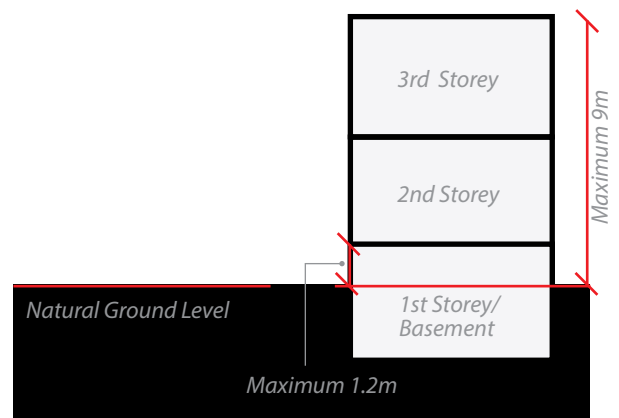 3rd Storey
2nd Storey
Maximum 9m
Natural Ground Level
1st Storey/
Basement
Maximum 1.2m